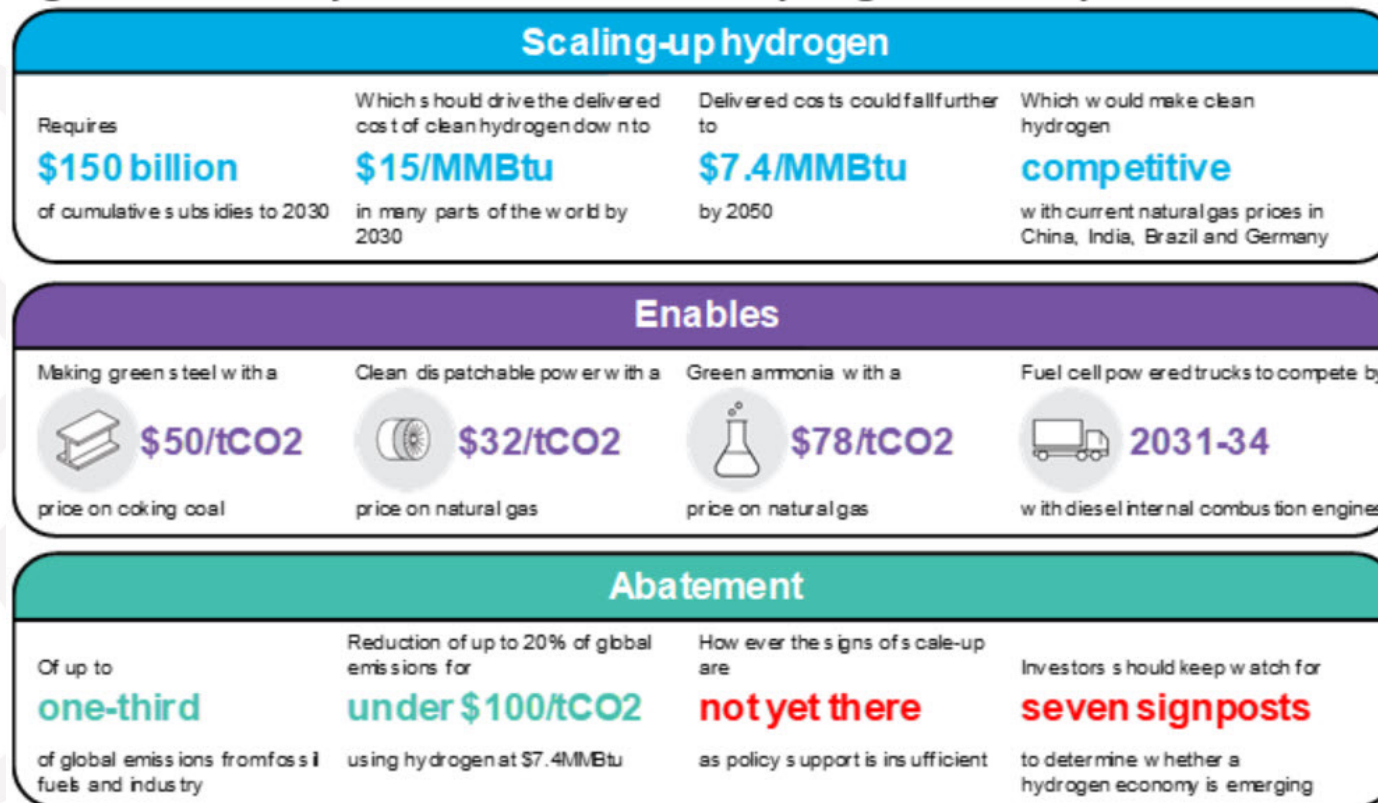 Scaling-up hydrogen
Requires
$150 billion
of cumulative subsidies to 2030
Which should drive the delivered
cost of clean hydrogen down to
$15/MMBtu
in many parts of the world by
2030
Delivered costs could fall further
to
$7.4/MMBtu
by 2050
Which would make clean
hydrogen
competitive
with current natural gas prices in
China, India, Brazil and Germany
Enables
Making green steel with a
$50/tCO2
price on coking coal
Clean dispatchable power with a
$32/tCO2
price on natural gas
Green ammonia with a
$78/tCO2
price on natural gas
Fuel cell powered trucks to compete by
2031-34
with diesel internal combustion engines
Abatement
Of up to
one-third
of global emissions from fossil
fuels and industry
Reduction of up to 20% of global
emissions for
under $100/tCO2
using hydrogen at $7.4MMBtu
However the signs of scale-up
are
not yet there
as policy support is insufficient
Investors should keep watch for
seven signposts
to determine whether a
hydrogen economy is emerging